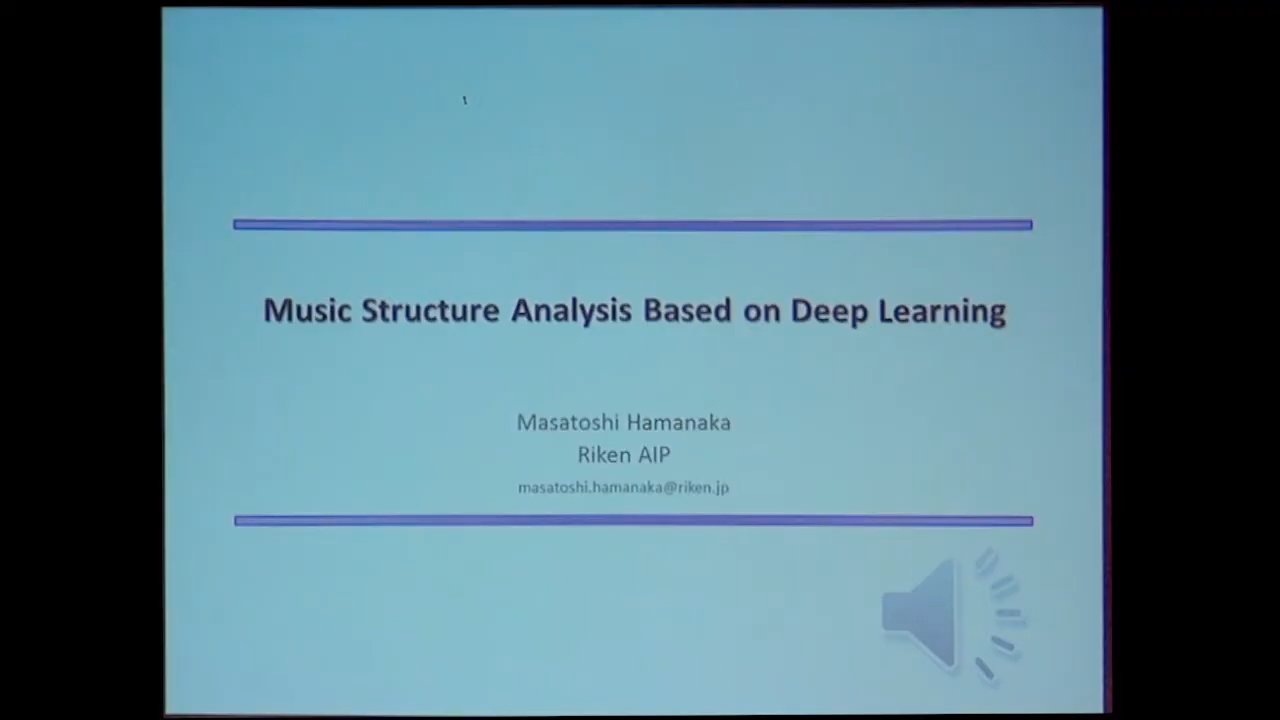 Music Structure Analysis Based on Deep Learning
Masatoshi Hamanaka
Riken AIP
masatoshi.hamanaka@riken.jp